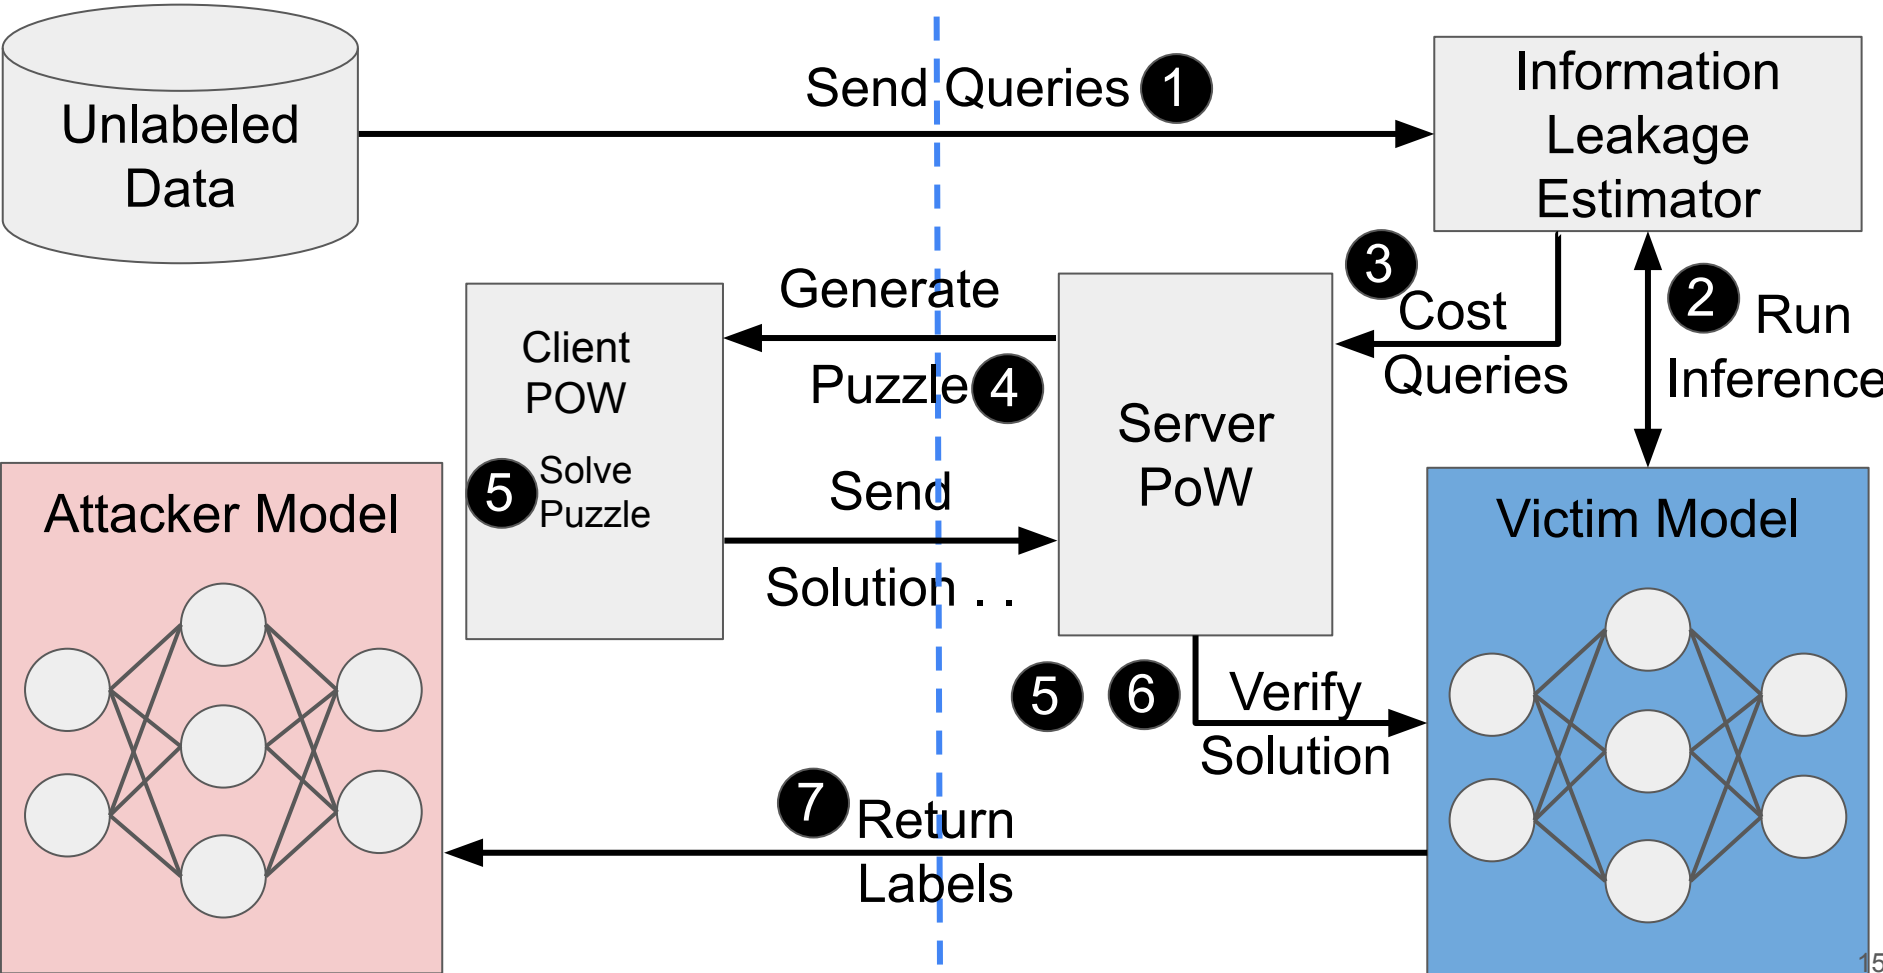 Unlabeled
Data
Send Queries 1
Information
Leakage
Estimator
3
Cost
Queries
2 Run
Inference
Generate
Puzzle 4
Client
POW
5 Solve
Puzzle
Send
Solution . .
Server
PoW
Attacker Model
Victim Model
5 6 Verify
Solution
7 Return
Labels
15